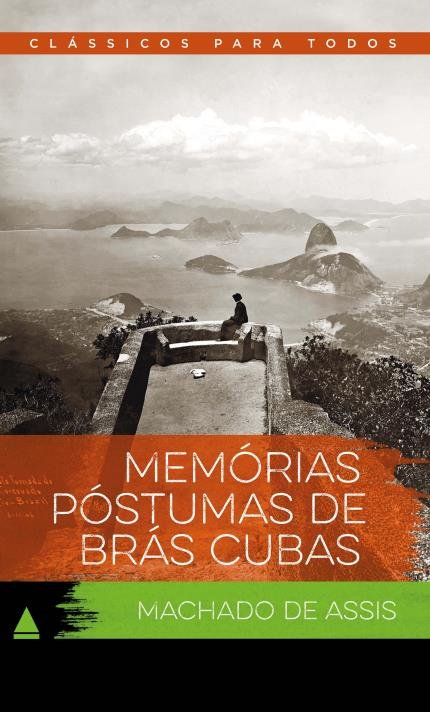 CLÁSSICOS PARA TODOS
MEMÓRIAS
PÓSTUMAS DE
BRÁS CUBAS
MACHADO DE ASSIS